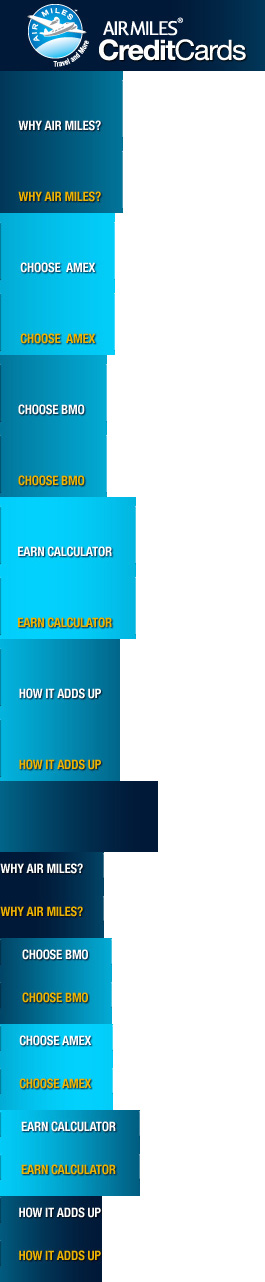 AIR MILES
Travel and More
AIRMILES®
CreditCards
WHY AIR MILES?
WHY AIR MILES?
CHOOSE AMEX
CHOOSE AMEX
CHOOSE BMO
CHOOSE BMO
EARN CALCULATOR
EARN CALCULATOR
HOW IT ADDS UP
HOW IT ADDS UP
WHY AIR MILES?
WHY AIR MILES?
CHOOSE BMO
CHOOSE BMO
CHOOSE AMEX
CHOOSE AMEX
EARN CALCULATOR
EARN CALCULATOR
HOW IT ADDS UP
HOW IT ADDS UP